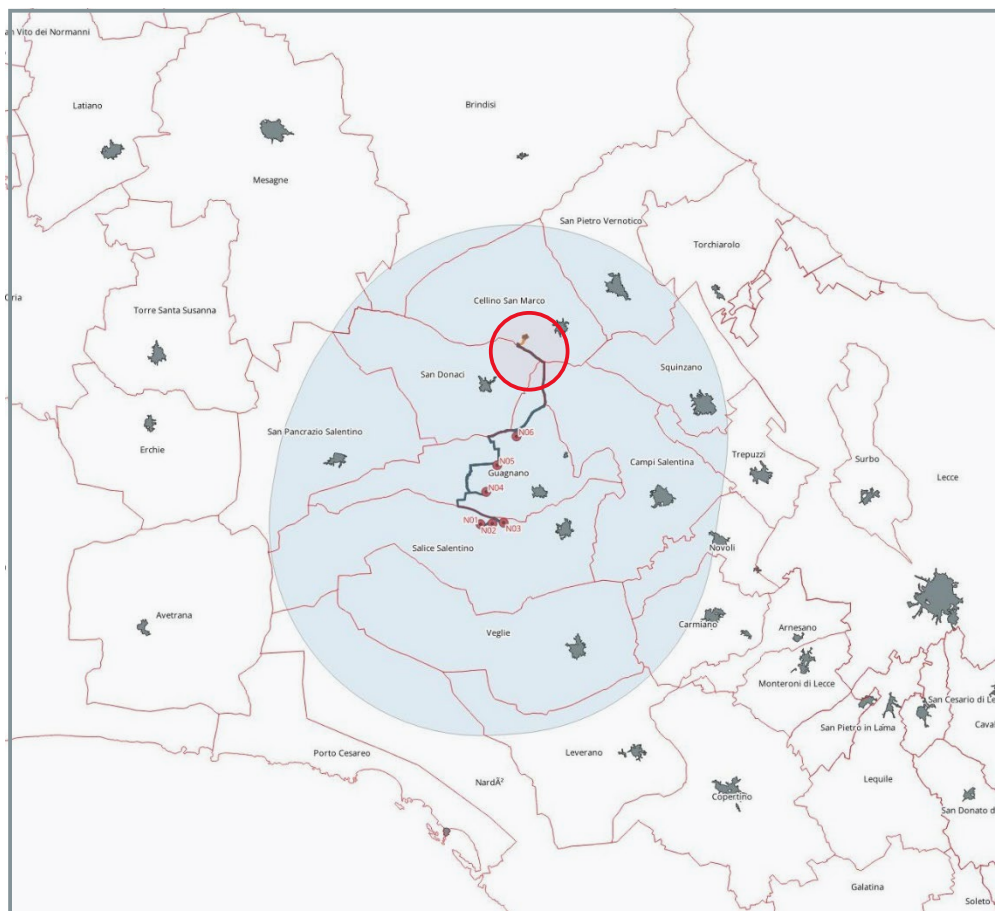 an Vito dei Normanni
Latiano
Brindisi
Mesagne
San Pietro Vernotico
Torchiarolo
Oria
Cellino San Marco
Torre Santa Susanna
San Donaci
Squinzano
San Pancrazio Salentino
N06
Erchie
N05
Guagnano
Campi Salentina
Trepuzzi
Surbo
Lecce
N04
N01
N02
N03
Salice Salentino
Novoli
Avetrana
Veglie
Carmiano
Arnesano
Monteroni di Lecce
San Cesario di Le
San Pietro in Lama
Caval
Porto Cesareo
Leverano
NardÃ²
Lequile
Copertino
San Donato d
Galatina
Soleto